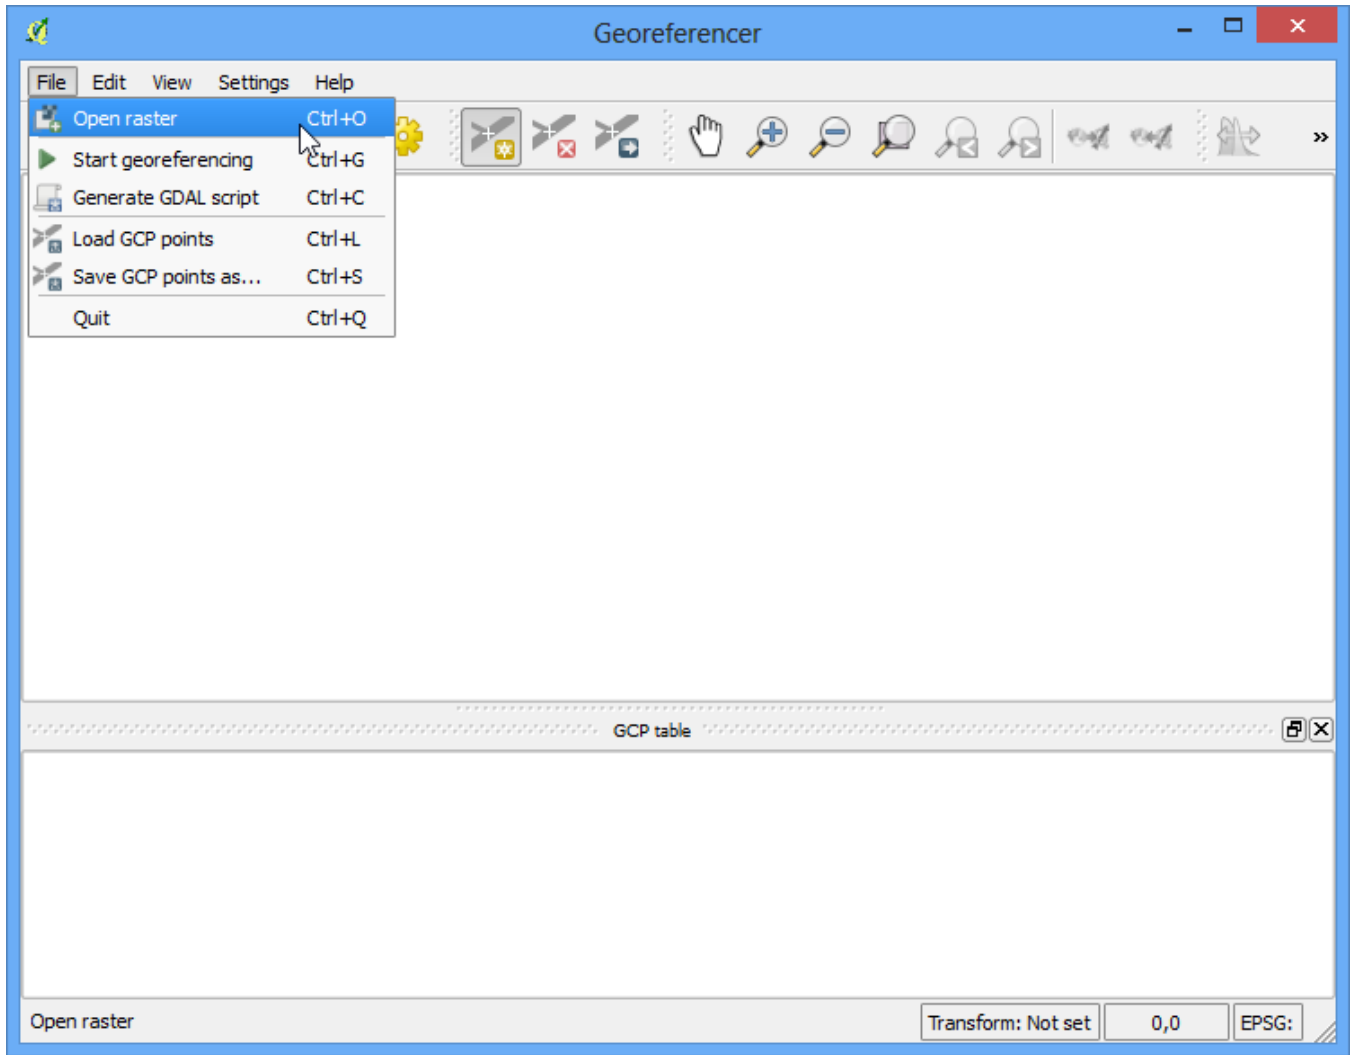 Georeferencer
File Edit View Settings Help
Open raster Ctrl+O
Start georeferencing Ctrl+G
Generate GDAL script Ctrl+C
Load GCP points Ctrl+L
Save GCP points as... Ctrl+S
Quit Ctrl+Q
GCP table
Open raster Transform: Not set 0,0 EPSG: